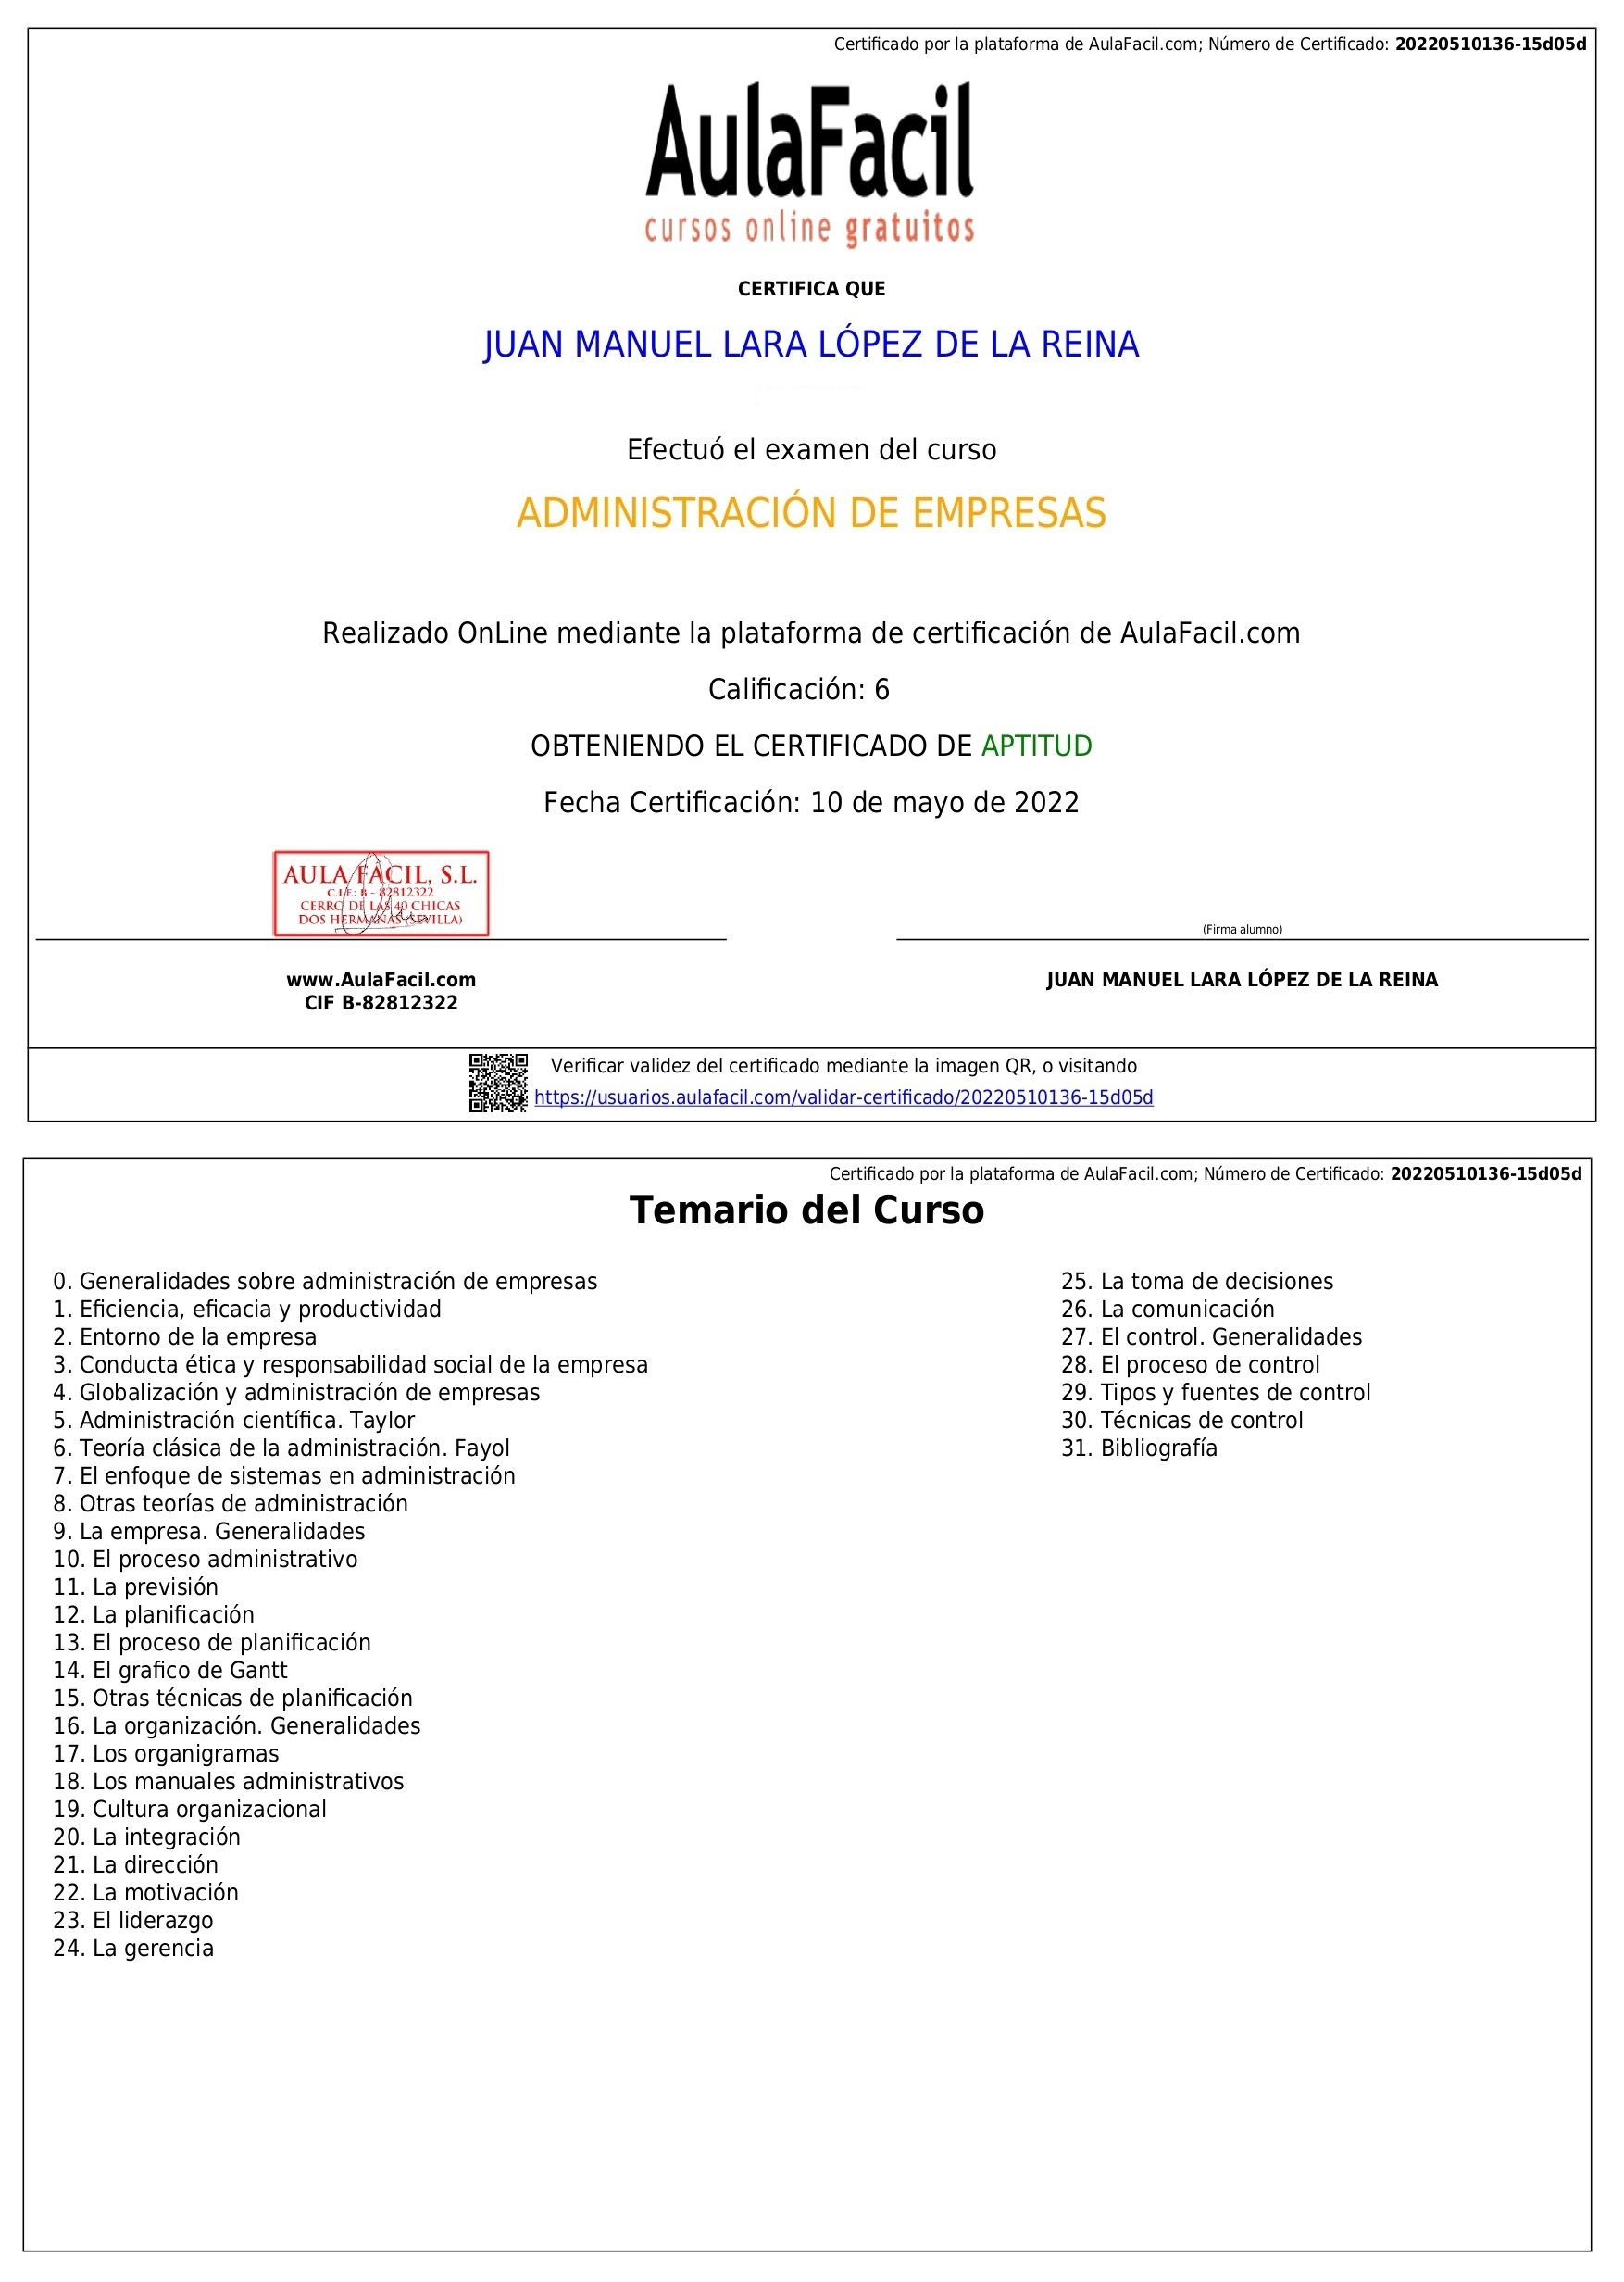 Certificado por la plataforma de AulaFacil.com; Número de Certificado: 20220510136-15d05d
AulaFacil
cursos online gratuitos
CERTIFICA QUE
JUAN MANUEL LARA LÓPEZ DE LA REINA
Efectuó el examen del curso
ADMINISTRACIÓN DE EMPRESAS
Realizado OnLine mediante la plataforma de certificación de AulaFacil.com
Calificación: 6
OBTENIENDO EL CERTIFICADO DE APTITUD
Fecha Certificación: 10 de mayo de 2022
AULA FÁCIL, S.L.
C.I.F.: B - 82812322
CERRO DE LAS 40 CHICAS
DOS HERMANAS (SEVILLA)
(Firma alumno)
www.AulaFacil.com
CIF B-82812322
JUAN MANUEL LARA LÓPEZ DE LA REINA
Verificar validez del certificado mediante la imagen QR, o visitando
https://usuarios.aulafacil.com/validar-certificado/20220510136-15d05d
Certificado por la plataforma de AulaFacil.com; Número de Certificado: 20220510136-15d05d
Temario del Curso
0. Generalidades sobre administración de empresas
1. Eficiencia, eficacia y productividad
2. Entorno de la empresa
3. Conducta ética y responsabilidad social de la empresa
4. Globalización y administración de empresas
5. Administración científica. Taylor
6. Teoría clásica de la administración. Fayol
7. El enfoque de sistemas en administración
8. Otras teorías de administración
9. La empresa. Generalidades
10. El proceso administrativo
11. La previsión
12. La planificación
13. El proceso de planificación
14. El grafico de Gantt
15. Otras técnicas de planificación
16. La organización. Generalidades
17. Los organigramas
18. Los manuales administrativos
19. Cultura organizacional
20. La integración
21. La dirección
22. La motivación
23. El liderazgo
24. La gerencia
25. La toma de decisiones
26. La comunicación
27. El control. Generalidades
28. El proceso de control
29. Tipos y fuentes de control
30. Técnicas de control
31. Bibliografía